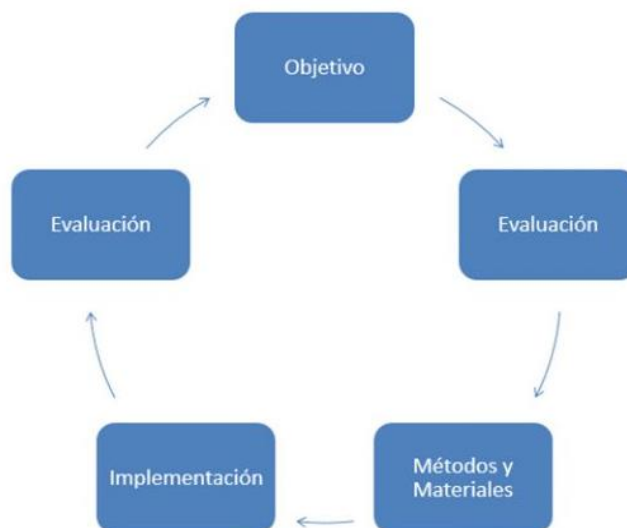 Objetivo
Evaluación
Métodos y
Materiales
Implementación
Evaluación